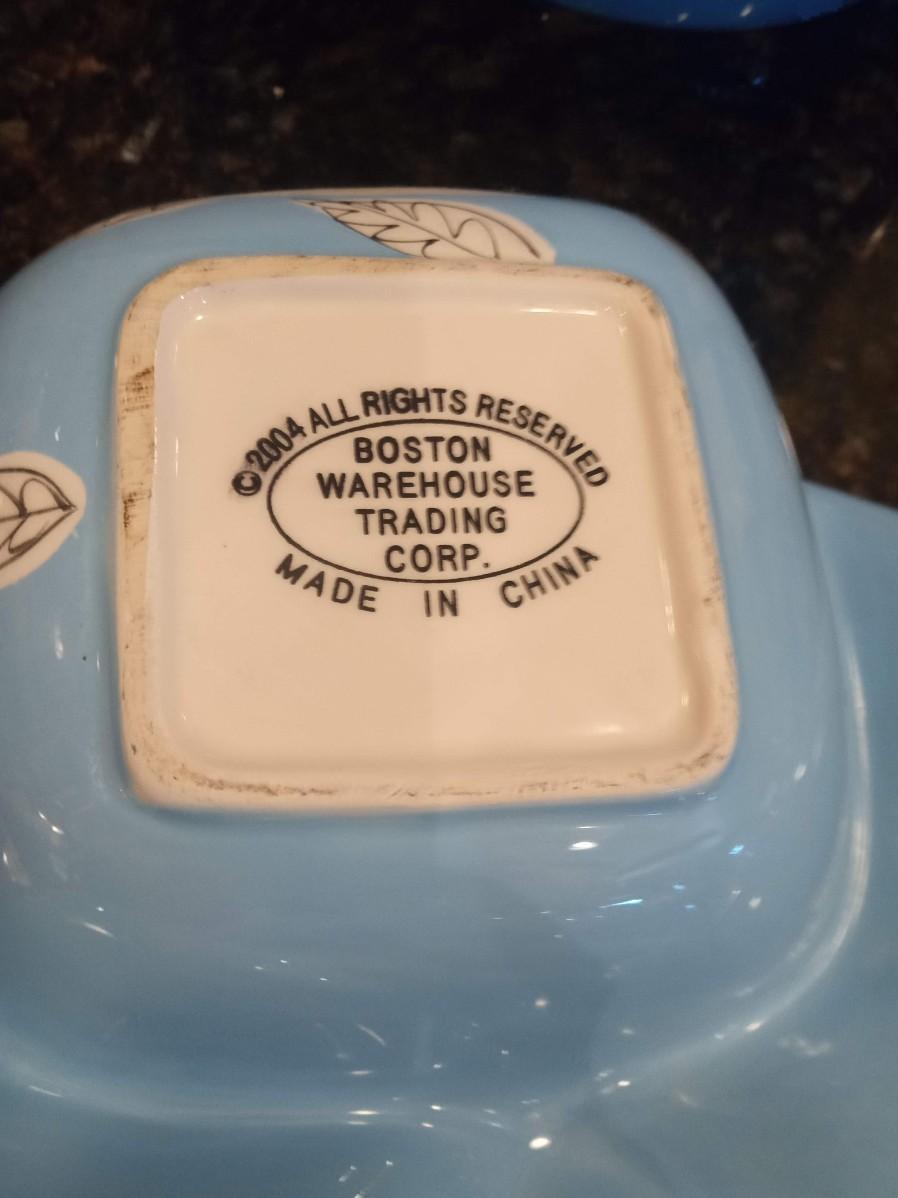 ©2004 ALL RIGHTS RESERVED
BOSTON
WAREHOUSE
TRADING
CORP.
MADE IN CHINA